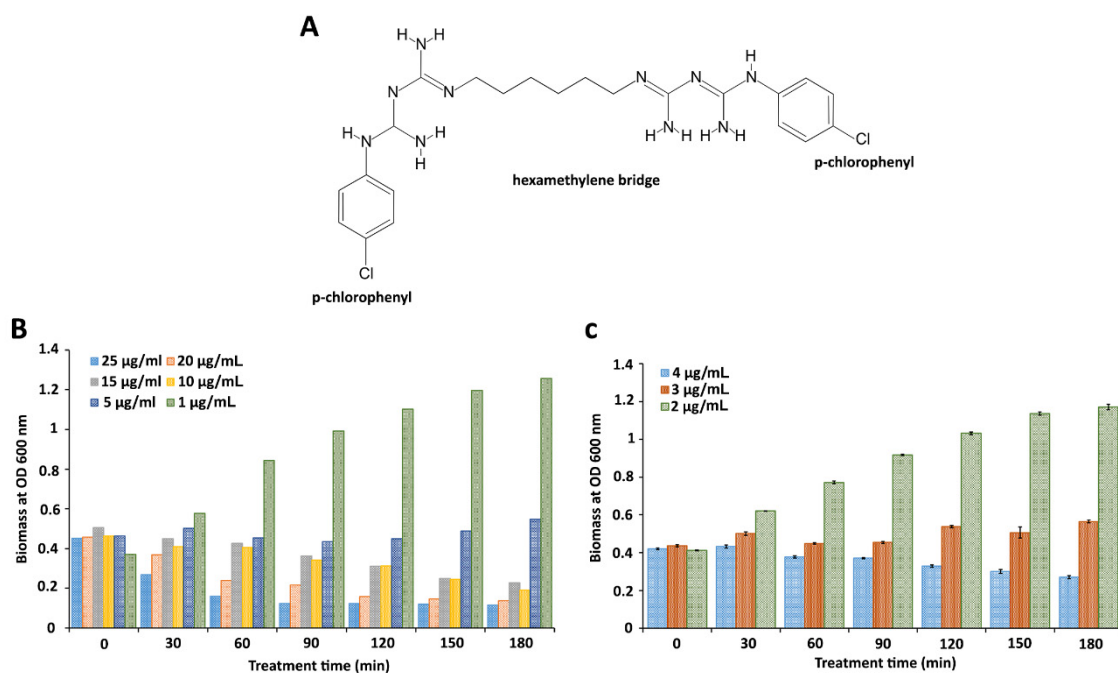 A
H H H
N N
N N N N N
H N N H N N
H H H H H
Cl
p-chlorophenyl
hexamethylene bridge
Cl
p-chlorophenyl
B
1.4
1.2
1
0.8
0.6
0.4
0.2
0
Biomass at OD 600 nm
25 µg/ml 20 µg/mL
15 µg/ml 10 µg/mL
5 µg/ml 1 µg/mL
0 30 60 90 120 150 180
Treatment time (min)
c
1.4
1.2
1
0.8
0.6
0.4
0.2
0
Biomass at OD 600 nm
4 µg/mL
3 µg/mL
2 µg/mL
0 30 60 90 120 150 180
Treatment time (min)